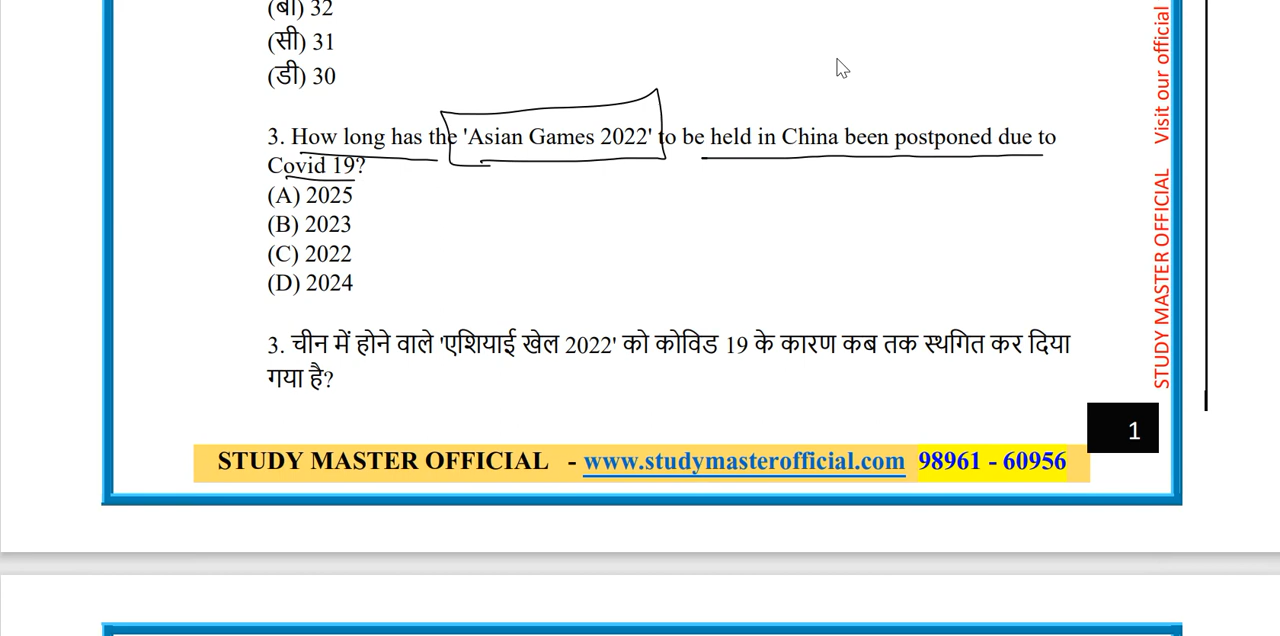 (बी) 32
(सी) 31
(डी) 30
3. How long has the 'Asian Games 2022' to be held in China been postponed due to
Covid 19?
(A) 2025
(B) 2023
(C) 2022
(D) 2024
3. चीन में होने वाले 'एशियाई खेल 2022' को कोविड 19 के कारण कब तक स्थगित कर दिया
गया है?
1
STUDY MASTER OFFICIAL - www.studymasterofficial.com 98961 - 60956
STUDY MASTER OFFICIAL Visit our official